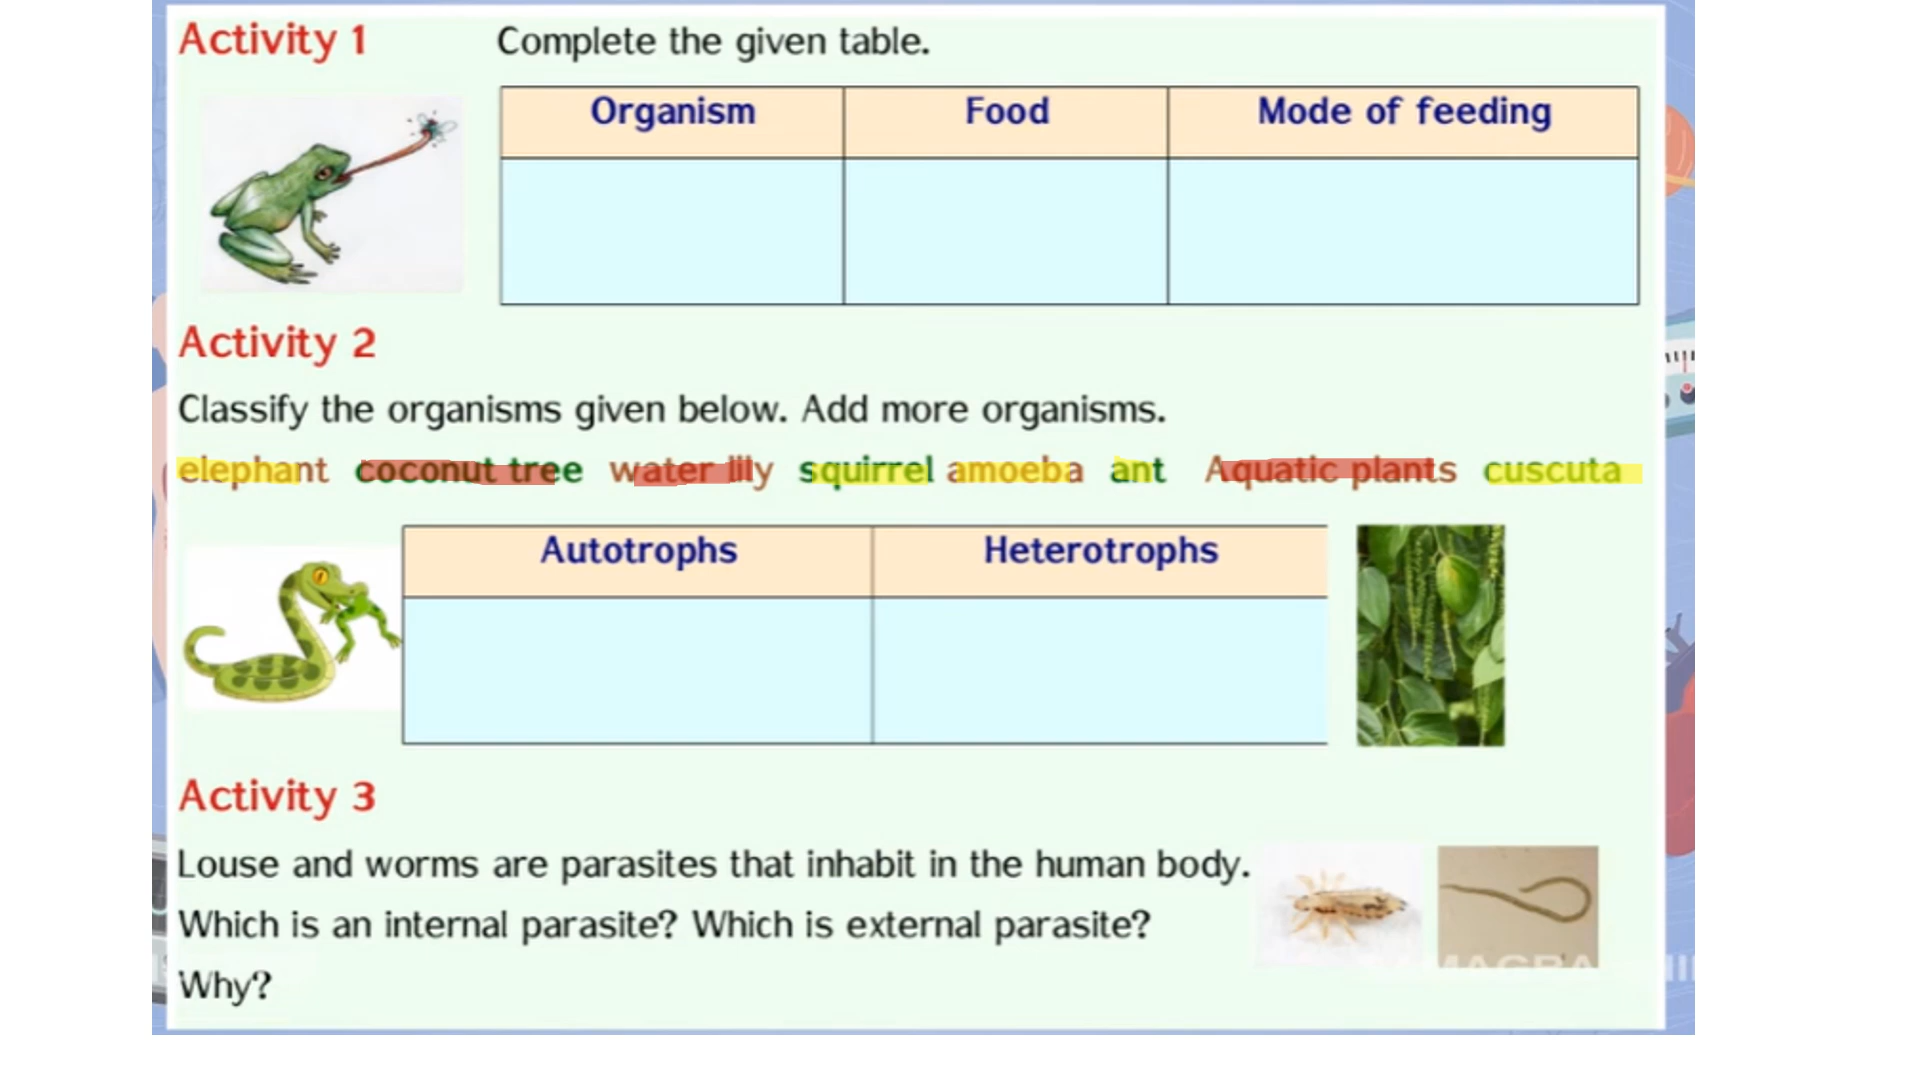 Activity 1 Complete the given table.
Organism Food Mode of feeding
Activity 2
Classify the organisms given below. Add more organisms.
elephant coconut tree water lily squirrel amoeba ant Aquatic plants cuscuta
Autotrophs Heterotrophs
Activity 3
Louse and worms are parasites that inhabit in the human body.
Which is an internal parasite? Which is external parasite?
Why?